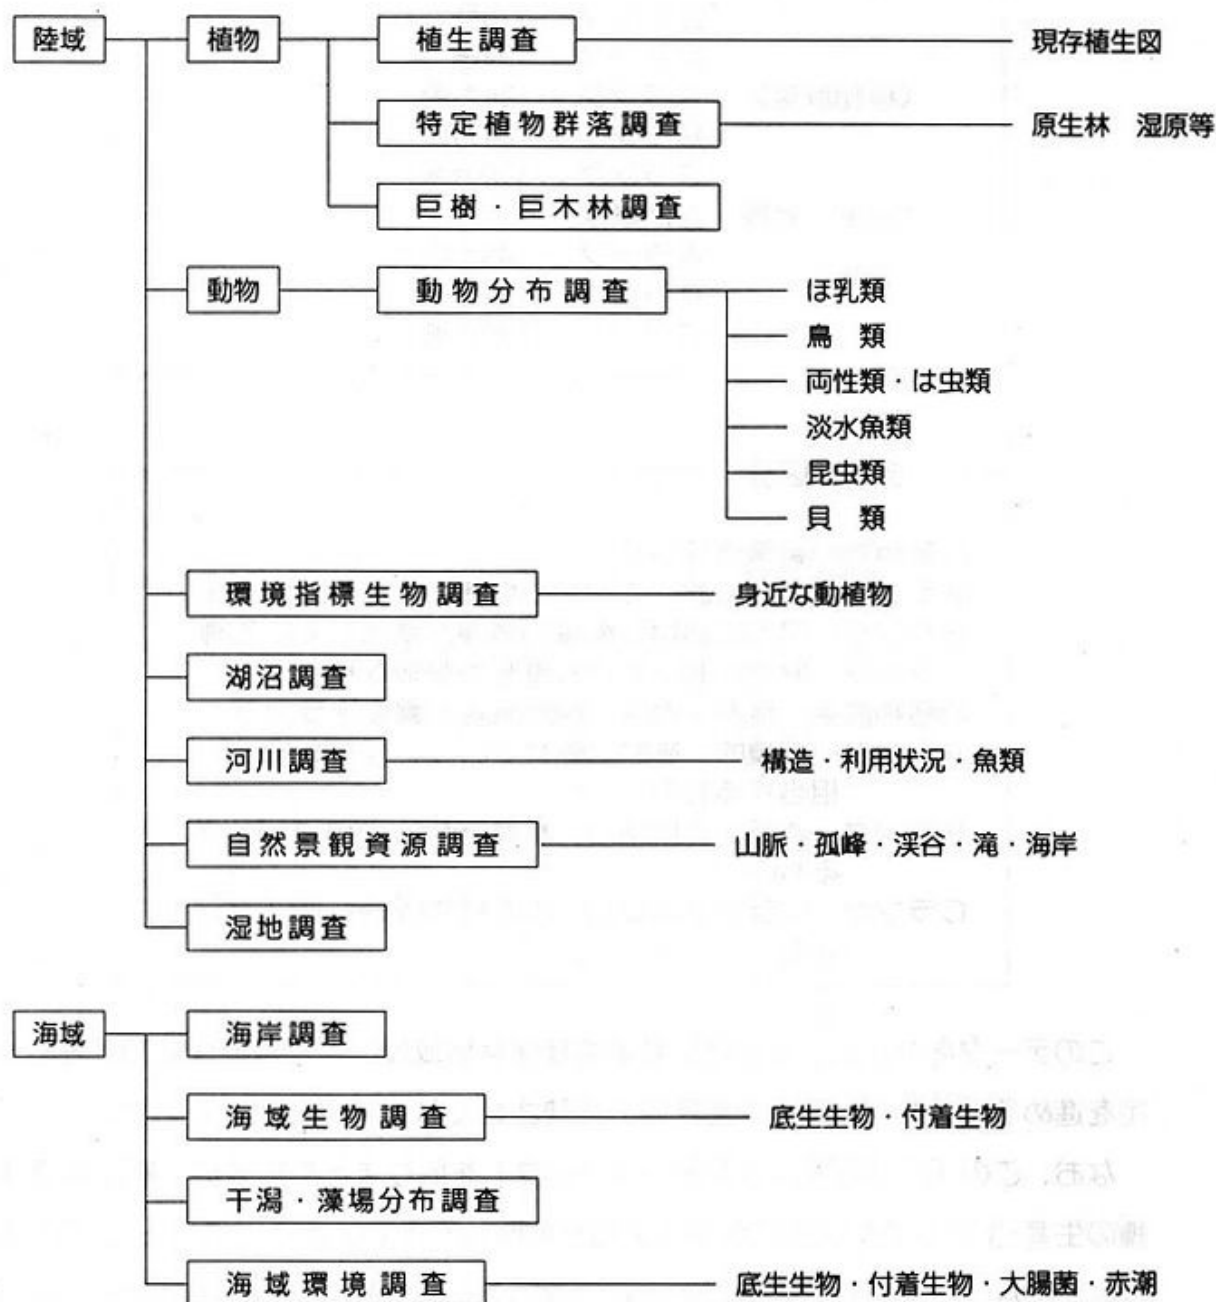 陸域 植物 植生調査 現存植生図
特定植物群落調査 原生林 湿原等
巨樹・巨木林調査
動物 動物分布調査 ほ乳類
鳥 類
両性類・は虫類
淡水魚類
昆虫類
貝 類
環境指標生物調査 身近な動植物
湖沼調査
河川調査 構造・利用状況・魚類
自然景観資源調査 山脈・孤峰・渓谷・滝・海岸
湿地調査
海域 海岸調査
海域生物調査 底生生物・付着生物
干潟・藻場分布調査
海域環境調査 底生生物・付着生物・大腸菌・赤潮